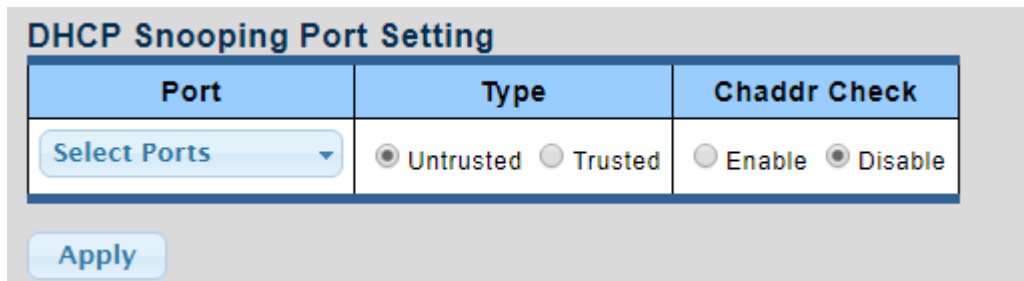 DHCP Snooping Port Setting
Port Type Chaddr Check
Select Ports Untrusted Trusted Enable Disable
Apply